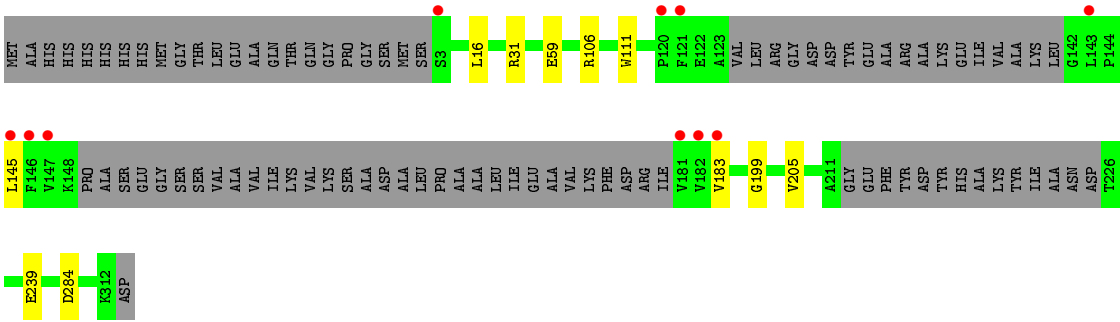 MET ALA HIS HIS HIS HIS HIS HIS MET GLY THR LEU GLU ALA GLN THR GLN GLY PRO GLY SER MET SER S3 L16 R31 E59 R106 W111 P120 F121 E122 A123 VAL LEU ARG GLY ASP ASP TYR GLU ALA ARG ALA LYS GLU ILE VAL ALA LYS LEU G142 L143 P144
L145 F146 V147 K148 PRO ALA SER GLU GLY SER SER VAL ALA VAL ILE LYS VAL LYS SER ALA ASP ALA LEU PRO ALA ALA LEU ILE GLU ALA VAL LYS PHE ASP ARG ILE V181 V182 V183 G199 V205 A211 GLY GLU PHE TYR ASP TYR HIS ALA LYS TYR ILE ALA ASN ASP T226
E239 D284 K312 ASP